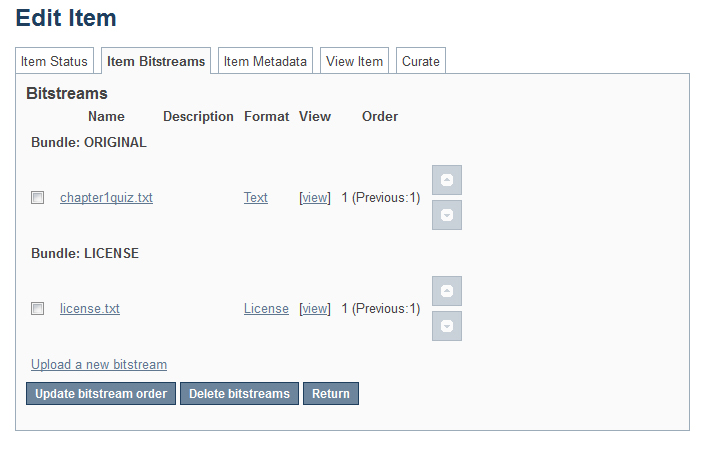 Edit Item
Item Status Item Bitstreams Item Metadata View Item Curate
Bitstreams
Name Description Format View Order
Bundle: ORIGINAL
chapter1quiz.txt Text [view] 1 (Previous:1)
Bundle: LICENSE
license.txt License [view] 1 (Previous:1)
Upload a new bitstream
Update bitstream order Delete bitstreams Return